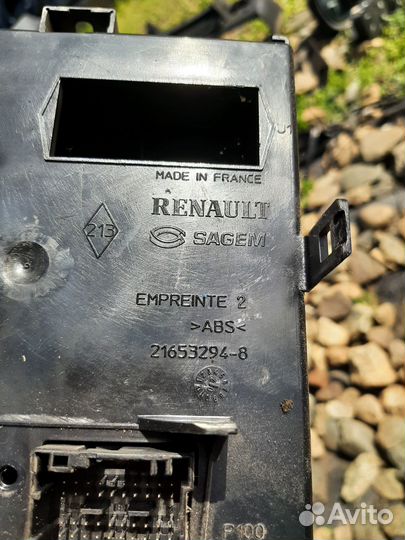 MADE IN FRANCE
RENAULT
213
SAGEM
EMPREINTE 2
>ABS<
21653294-8
P100
Avito